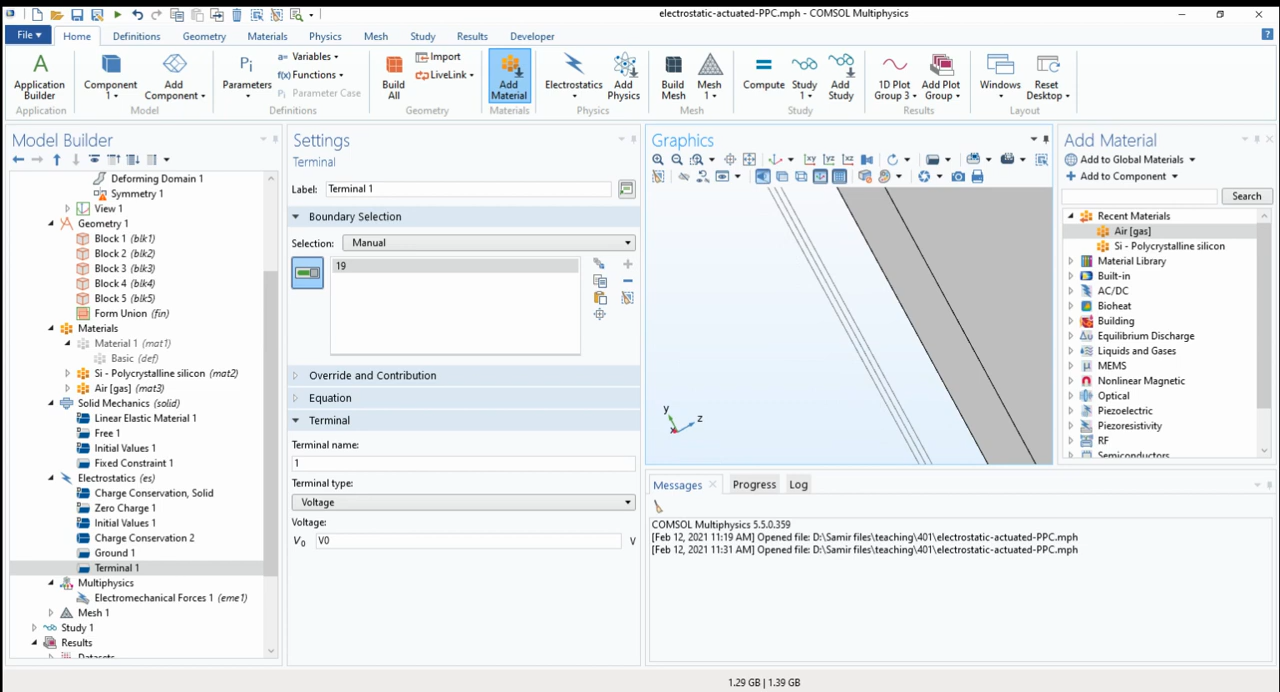 electrostatic-actuated-PPC.mph - COMSOL Multiphysics
File
Home
Definitions
Geometry
Materials
Physics
Mesh
Study
Results
Developer
Application Builder
Application
Component 1
Add Component
Model
Parameters
a= Variables
f(x) Functions
Parameter Case
Definitions
Build All
Import
LiveLink
Geometry
Add Material
Materials
Electrostatics
Add Physics
Physics
Build Mesh
Mesh 1
Mesh
Compute
Study 1
Add Study
Study
1D Plot Group 3
Add Plot Group
Results
Windows
Reset Desktop
Layout
Model Builder
Deforming Domain 1
Symmetry 1
View 1
Geometry 1
Block 1 (blk1)
Block 2 (blk2)
Block 3 (blk3)
Block 4 (blk4)
Block 5 (blk5)
Form Union (fin)
Materials
Material 1 (mat1)
Basic (def)
Si - Polycrystalline silicon (mat2)
Air [gas] (mat3)
Solid Mechanics (solid)
Linear Elastic Material 1
Free 1
Initial Values 1
Fixed Constraint 1
Electrostatics (es)
Charge Conservation, Solid
Zero Charge 1
Initial Values 1
Charge Conservation 2
Ground 1
Terminal 1
Multiphysics
Electromechanical Forces 1 (eme1)
Mesh 1
Study 1
Results
Datasets
Settings
Terminal
Label: Terminal 1
Boundary Selection
Selection: Manual
19
Override and Contribution
Equation
Terminal
Terminal name:
1
Terminal type:
Voltage
Voltage:
V0 V0 V
Graphics
y
z
x
Messages
Progress
Log
COMSOL Multiphysics 5.5.0.359
[Feb 12, 2021 11:19 AM] Opened file: D:\Samir files\teaching\401\electrostatic-actuated-PPC.mph
[Feb 12, 2021 11:31 AM] Opened file: D:\Samir files\teaching\401\electrostatic-actuated-PPC.mph
Add Material
Add to Global Materials
Add to Component
Search
Recent Materials
Air [gas]
Si - Polycrystalline silicon
Material Library
Built-in
AC/DC
Bioheat
Building
Equilibrium Discharge
Liquids and Gases
MEMS
Nonlinear Magnetic
Optical
Piezoelectric
Piezoresistivity
RF
Semiconductors
1.29 GB | 1.39 GB